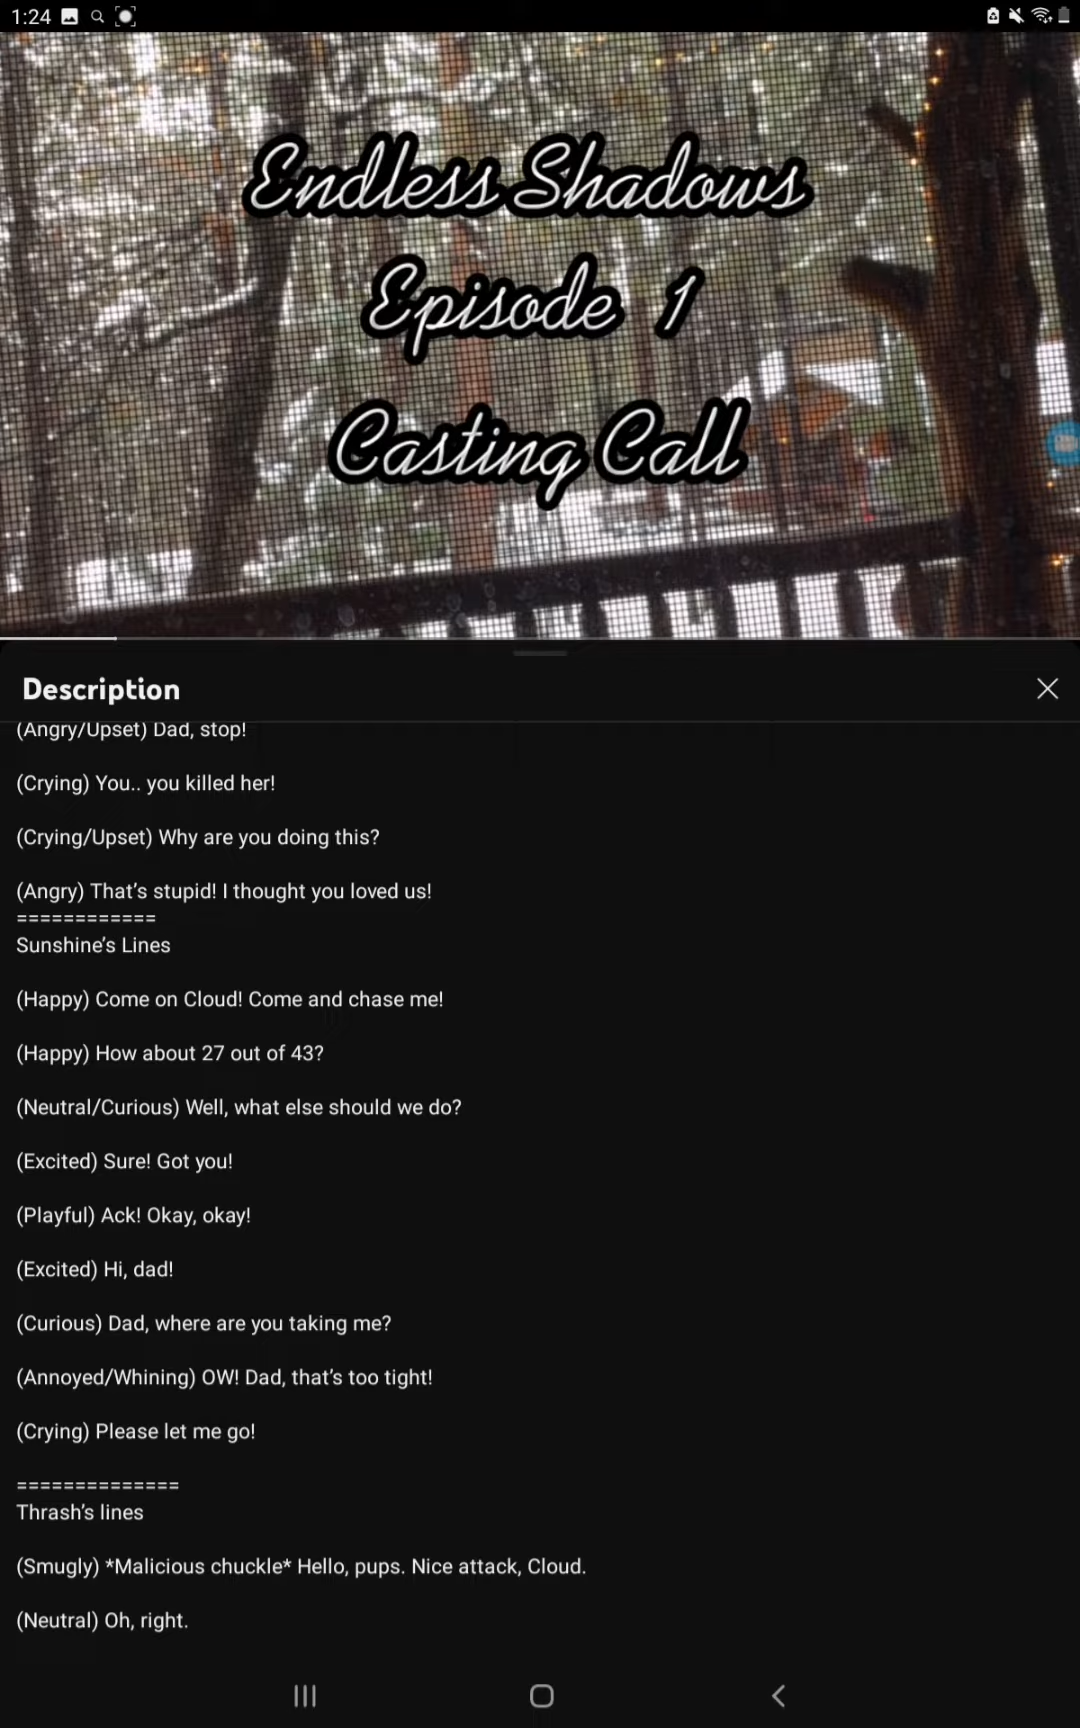 1:24
Endless Shadows
Episode 1
Casting Call
Description
(Angry/Upset) Dad, stop!
(Crying) You.. you killed her!
(Crying/Upset) Why are you doing this?
(Angry) That’s stupid! I thought you loved us!
============
Sunshine’s Lines
(Happy) Come on Cloud! Come and chase me!
(Happy) How about 27 out of 43?
(Neutral/Curious) Well, what else should we do?
(Excited) Sure! Got you!
(Playful) Ack! Okay, okay!
(Excited) Hi, dad!
(Curious) Dad, where are you taking me?
(Annoyed/Whining) OW! Dad, that’s too tight!
(Crying) Please let me go!
==============
Thrash’s lines
(Smugly) *Malicious chuckle* Hello, pups. Nice attack, Cloud.
(Neutral) Oh, right.